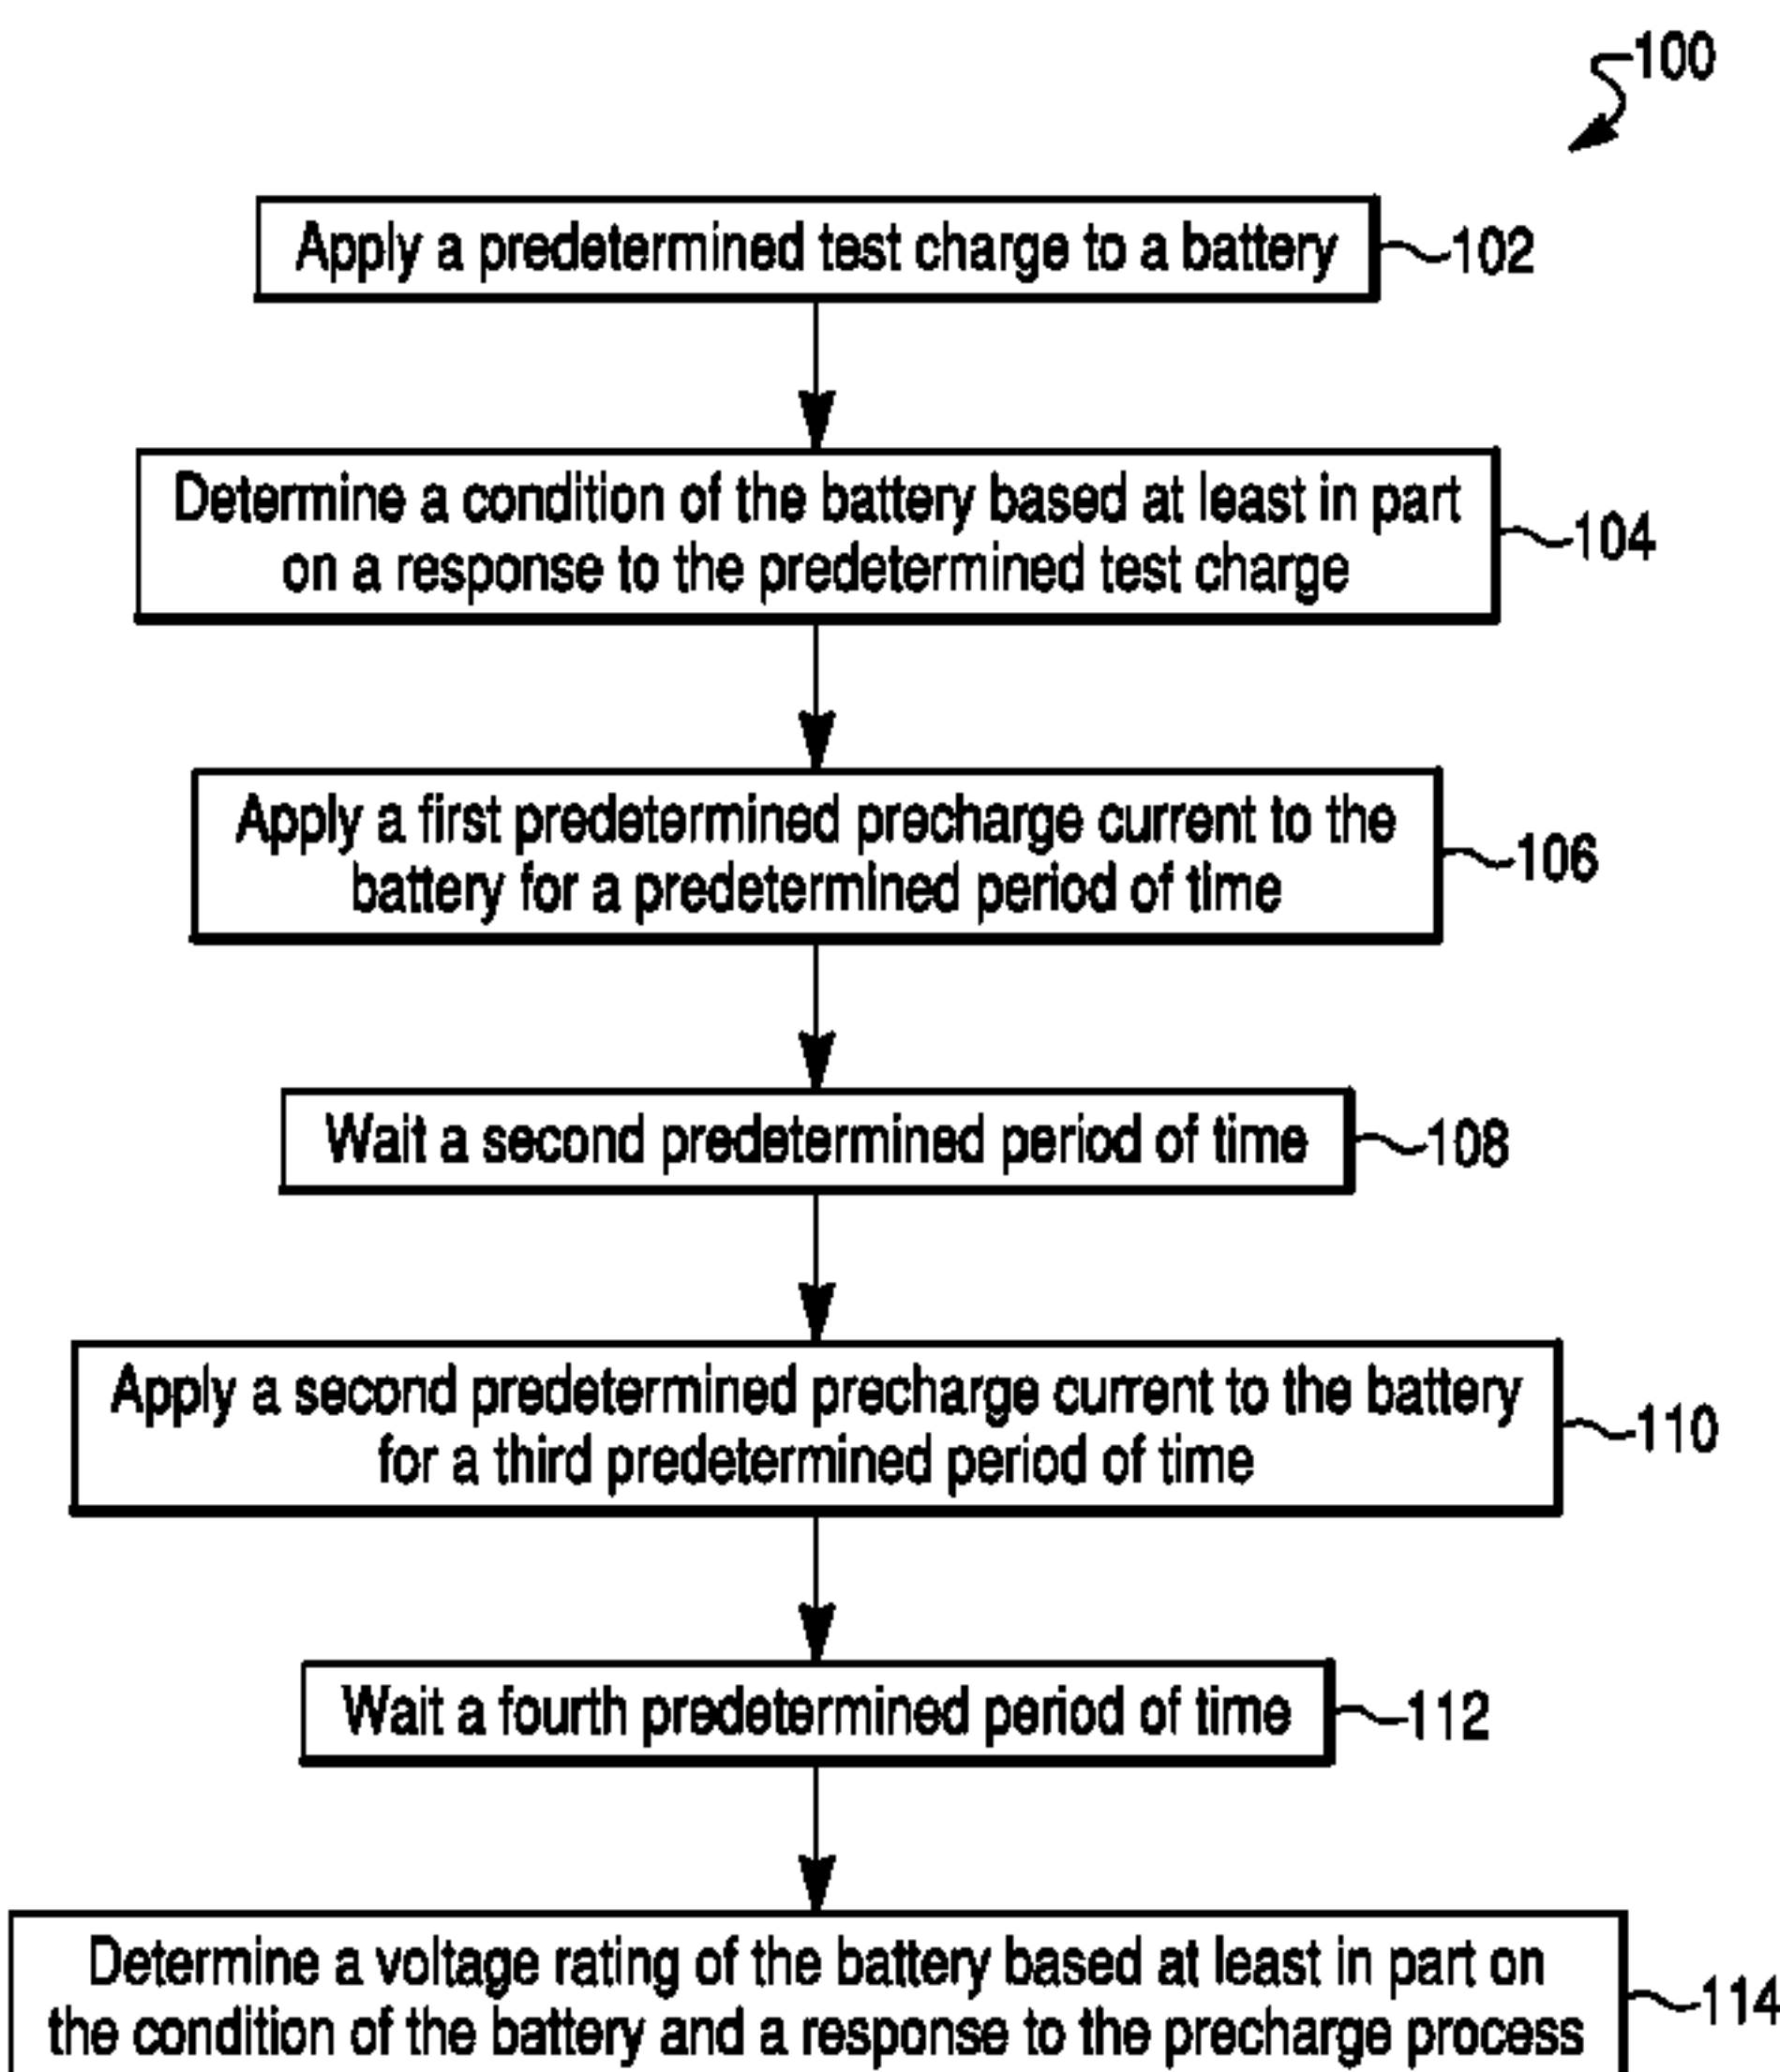 100
Apply a predetermined test charge to a battery
102
Determine a condition of the battery based at least in part
on a response to the predetermined test charge
104
Apply a first predetermined precharge current to the
battery for a predetermined period of time
106
Wait a second predetermined period of time
108
Apply a second predetermined precharge current to the battery
for a third predetermined period of time
110
Wait a fourth predetermined period of time
112
Determine a voltage rating of the battery based at least in part on
the condition of the battery and a response to the precharge process
114